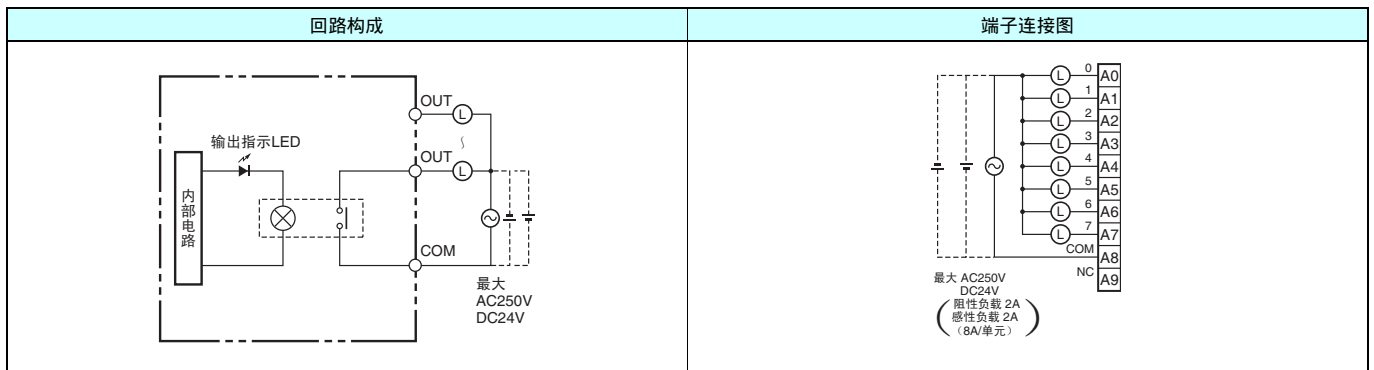 回路构成
端子连接图
输出指示LED
内部电路
OUT
L
OUT
L
COM
最大
AC250V
DC24V
L 0 A0
L 1 A1
L 2 A2
L 3 A3
L 4 A4
L 5 A5
L 6 A6
L 7 A7
COM A8
NC A9
最大 AC250V
DC24V
阻性负载 2A
感性负载 2A
（8A/单元）